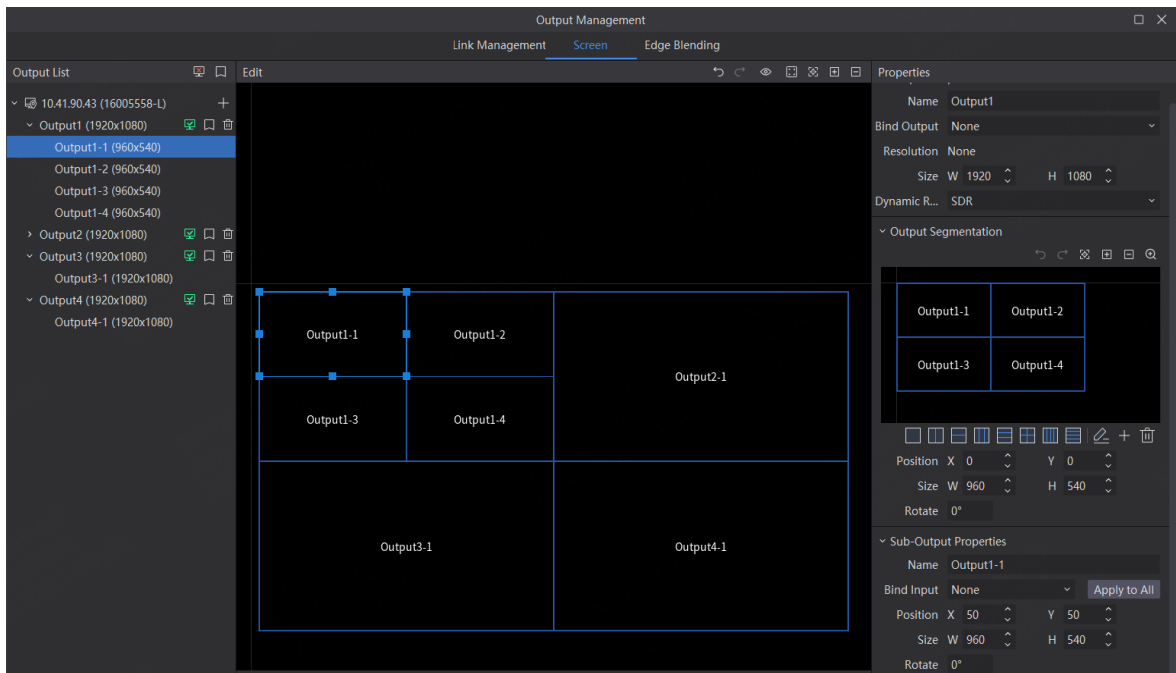 Output Management
Link Management Screen Edge Blending
Output List
Edit
Properties
10.41.90.43 (16005558-L)
Output1 (1920x1080)
Output1-1 (960x540)
Output1-2 (960x540)
Output1-3 (960x540)
Output1-4 (960x540)
Output2 (1920x1080)
Output3 (1920x1080)
Output3-1 (1920x1080)
Output4 (1920x1080)
Output4-1 (1920x1080)
Output1-1 Output1-2
Output2-1
Output1-3 Output1-4
Output3-1 Output4-1
Name Output1
Bind Output None
Resolution None
Size W 1920 H 1080
Dynamic R... SDR
Output Segmentation
Output1-1 Output1-2
Output1-3 Output1-4
Position X 0 Y 0
Size W 960 H 540
Rotate 0°
Sub-Output Properties
Name Output1-1
Bind Input None Apply to All
Position X 50 Y 50
Size W 960 H 540
Rotate 0°